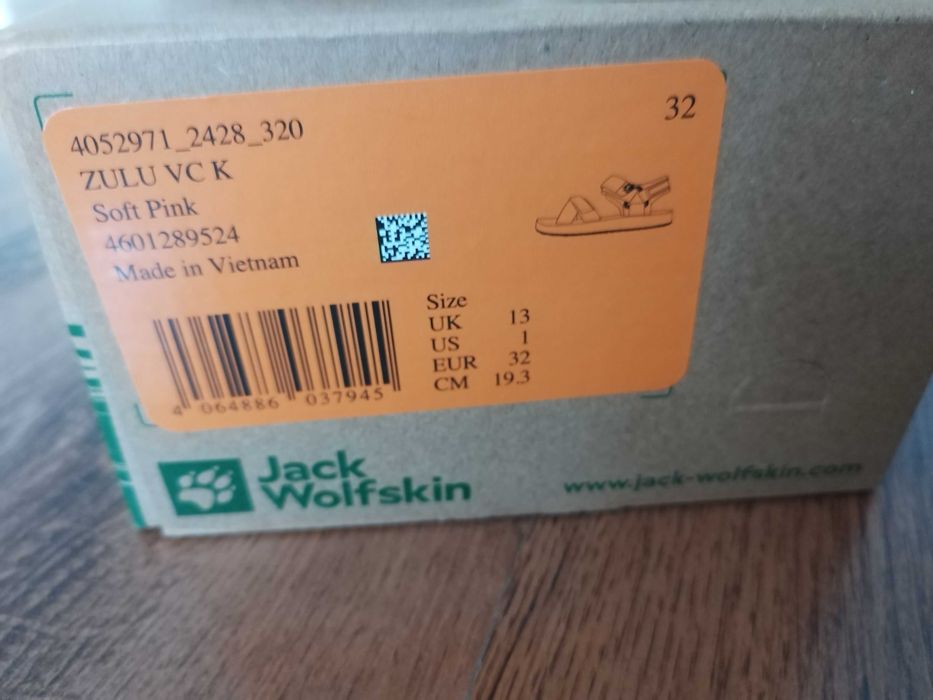 4052971_2428_320
32
ZULU VC K
Soft Pink
4601289524
Made in Vietnam
Size
UK 13
US 1
EUR 32
CM 19.3
4 064886 037945
Jack
Wolfskin
www.jack-wolfskin.com